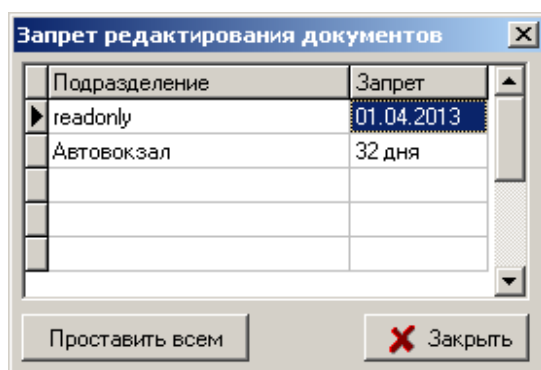 Запрет редактирования документов
Подразделение Запрет
readonly 01.04.2013
Автовокзал 32 дня
Проставить всем Закрыть